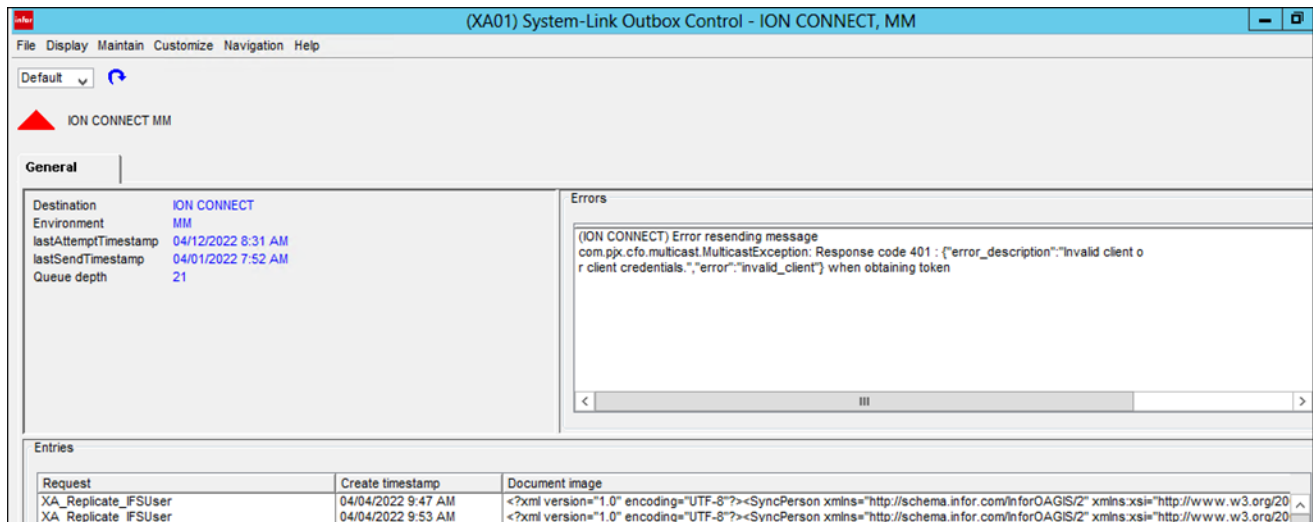 infor
(XA01) System-Link Outbox Control - ION CONNECT, MM
File Display Maintain Customize Navigation Help
Default
ION CONNECT MM
General
Destination ION CONNECT
Environment MM
lastAttemptTimestamp 04/12/2022 8:31 AM
lastSendTimestamp 04/01/2022 7:52 AM
Queue depth 21
Errors
(ION CONNECT) Error resending message
com.pjx.cfo.multicast.MulticastException: Response code 401 : {"error_description":"Invalid client o
r client credentials.","error":"invalid_client"} when obtaining token
Entries
Request Create timestamp Document image
XA_Replicate_IFSUser 04/04/2022 9:47 AM <?xml version="1.0" encoding="UTF-8"?><SyncPerson xmlns="http://schema.infor.com/InforOAGIS/2" xmlns:xsi="http://www.w3.org/20
XA_Replicate_IFSUser 04/04/2022 9:53 AM <?xml version="1.0" encoding="UTF-8"?><SyncPerson xmlns="http://schema.infor.com/InforOAGIS/2" xmlns:xsi="http://www.w3.org/20